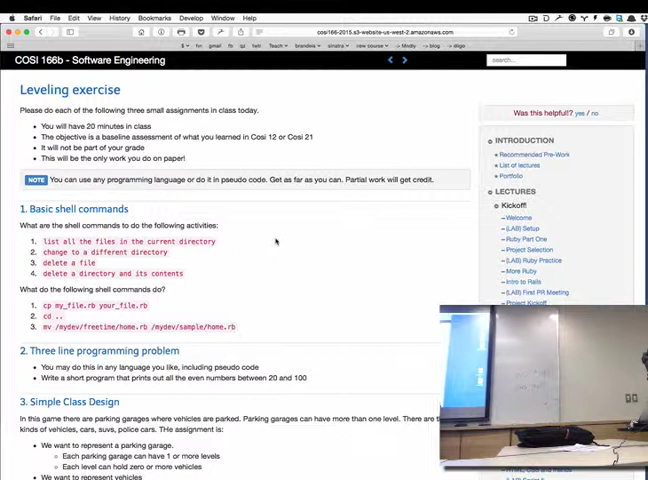 Safari File Edit View History Bookmarks Develop Window Help
cosi166-2015.s3-website-us-west-2.amazonaws.com
COSI 166b - Software Engineering
search...
Leveling exercise
Please do each of the following three small assignments in class today.
You will have 20 minutes in class
The objective is a baseline assessment of what you learned in Cosi 12 or Cosi 21
It will not be part of your grade
This will be the only work you do on paper!
NOTE You can use any programming language or do it in pseudo code. Get as far as you can. Partial work will get credit.
1. Basic shell commands
What are the shell commands to do the following activities:
1. list all the files in the current directory
2. change to a different directory
3. delete a file
4. delete a directory and its contents
What do the following shell commands do?
1. cp my_file.rb your_file.rb
2. cd ..
3. mv /mydev/freetime/home.rb /mydev/sample/home.rb
2. Three line programming problem
You may do this in any language you like, including pseudo code
Write a short program that prints out all the even numbers between 20 and 100
3. Simple Class Design
In this game there are parking garages where vehicles are parked. Parking garages can have more than one level. There are
kinds of vehicles, cars, suvs, police cars. THe assignment is:
We want to represent a parking garage.
Each parking garage can have 1 or more levels
Each level can hold zero or more vehicles
We want to represent vehicles
Was this helpful!? yes / no
INTRODUCTION
Recommended Pre-Work
List of lectures
Portfolio
LECTURES
Kickoff!
– Welcome
– (LAB) Setup
– Ruby Part One
– Project Selection
– (LAB) Ruby Practice
– More Ruby
– Intro to Rails
– (LAB) First PR Meeting
– Project Kickoff